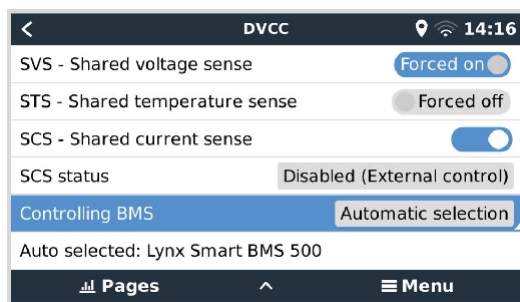 DVCC 14:16
SVS - Shared voltage sense Forced on
STS - Shared temperature sense Forced off
SCS - Shared current sense
SCS status Disabled (External control)
Controlling BMS Automatic selection
Auto selected: Lynx Smart BMS 500
Pages Menu